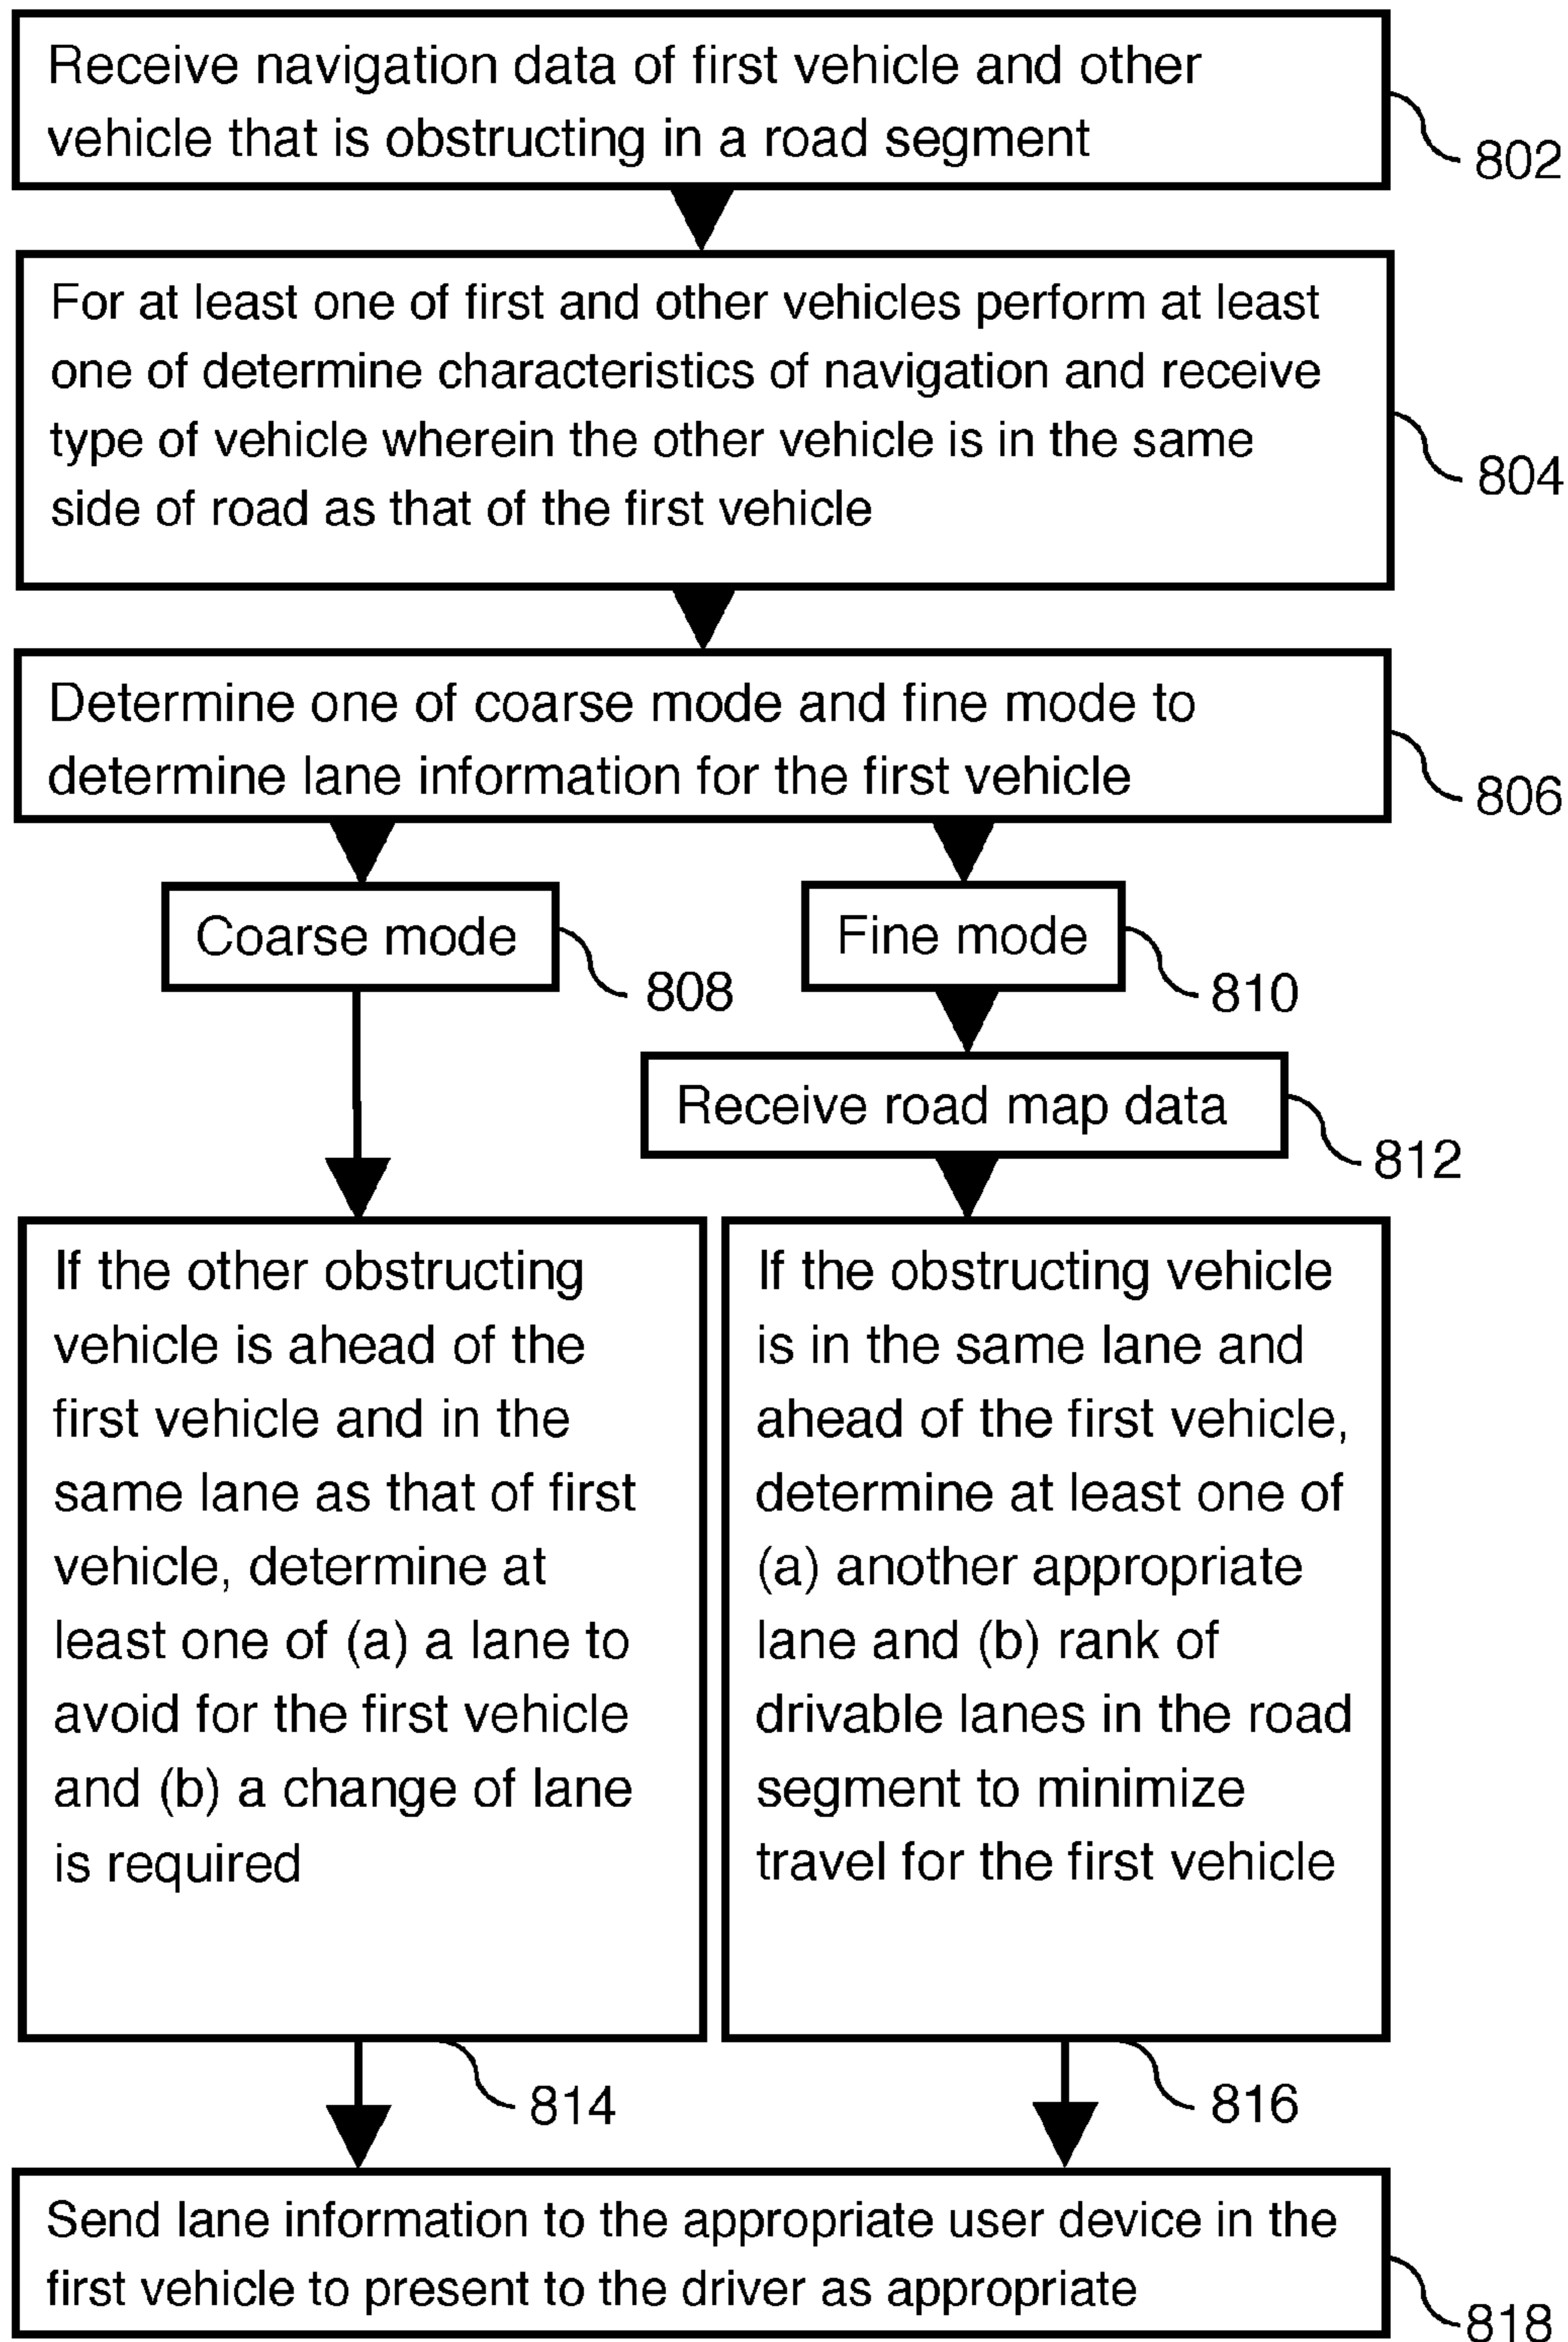 Receive navigation data of first vehicle and other
vehicle that is obstructing in a road segment
802
For at least one of first and other vehicles perform at least
one of determine characteristics of navigation and receive
type of vehicle wherein the other vehicle is in the same
side of road as that of the first vehicle
804
Determine one of coarse mode and fine mode to
determine lane information for the first vehicle
806
Coarse mode
808
Fine mode
810
Receive road map data
812
If the other obstructing
vehicle is ahead of the
first vehicle and in the
same lane as that of first
vehicle, determine at
least one of (a) a lane to
avoid for the first vehicle
and (b) a change of lane
is required
814
If the obstructing vehicle
is in the same lane and
ahead of the first vehicle,
determine at least one of
(a) another appropriate
lane and (b) rank of
drivable lanes in the road
segment to minimize
travel for the first vehicle
816
Send lane information to the appropriate user device in the
first vehicle to present to the driver as appropriate
818